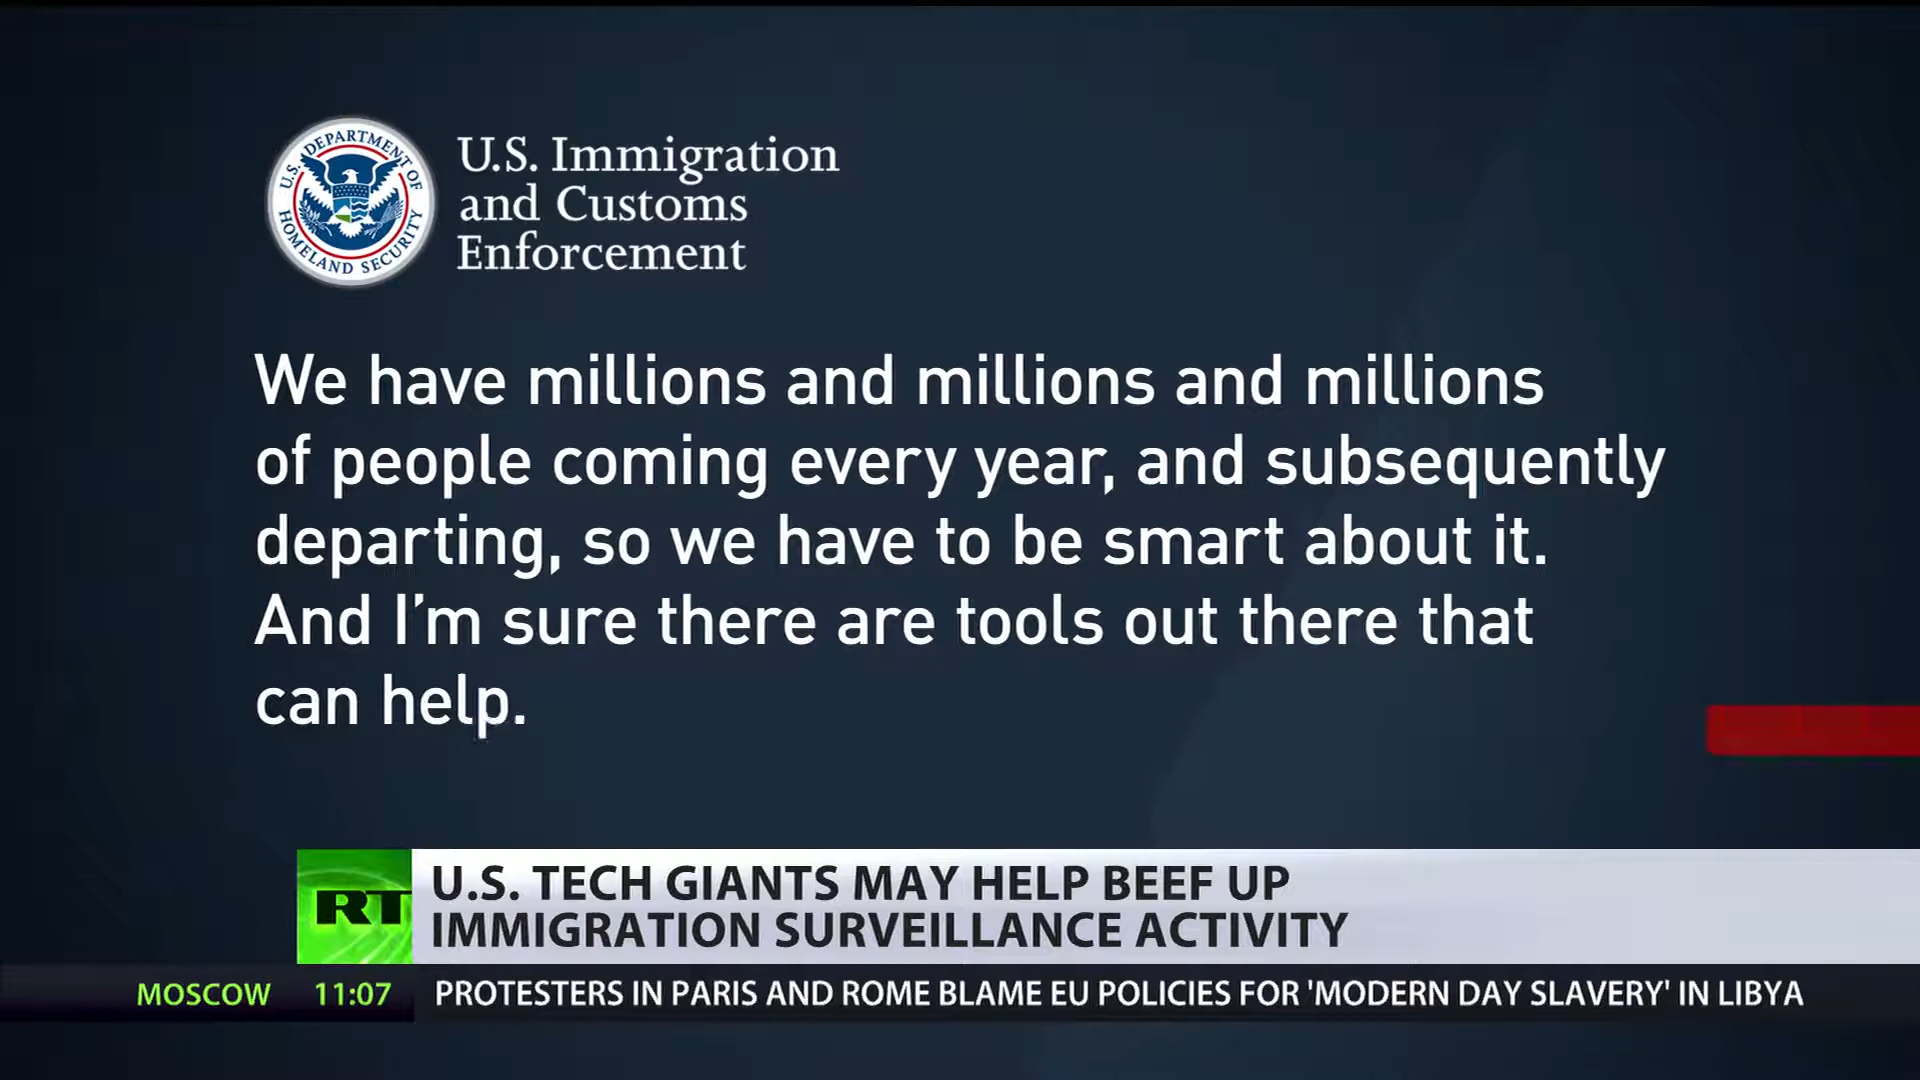 U.S. DEPARTMENT OF
HOMELAND SECURITY
U.S. Immigration
and Customs
Enforcement
We have millions and millions and millions
of people coming every year, and subsequently
departing, so we have to be smart about it.
And I’m sure there are tools out there that
can help.
RT
U.S. TECH GIANTS MAY HELP BEEF UP
IMMIGRATION SURVEILLANCE ACTIVITY
MOSCOW 11:07 PROTESTERS IN PARIS AND ROME BLAME EU POLICIES FOR 'MODERN DAY SLAVERY' IN LIBYA